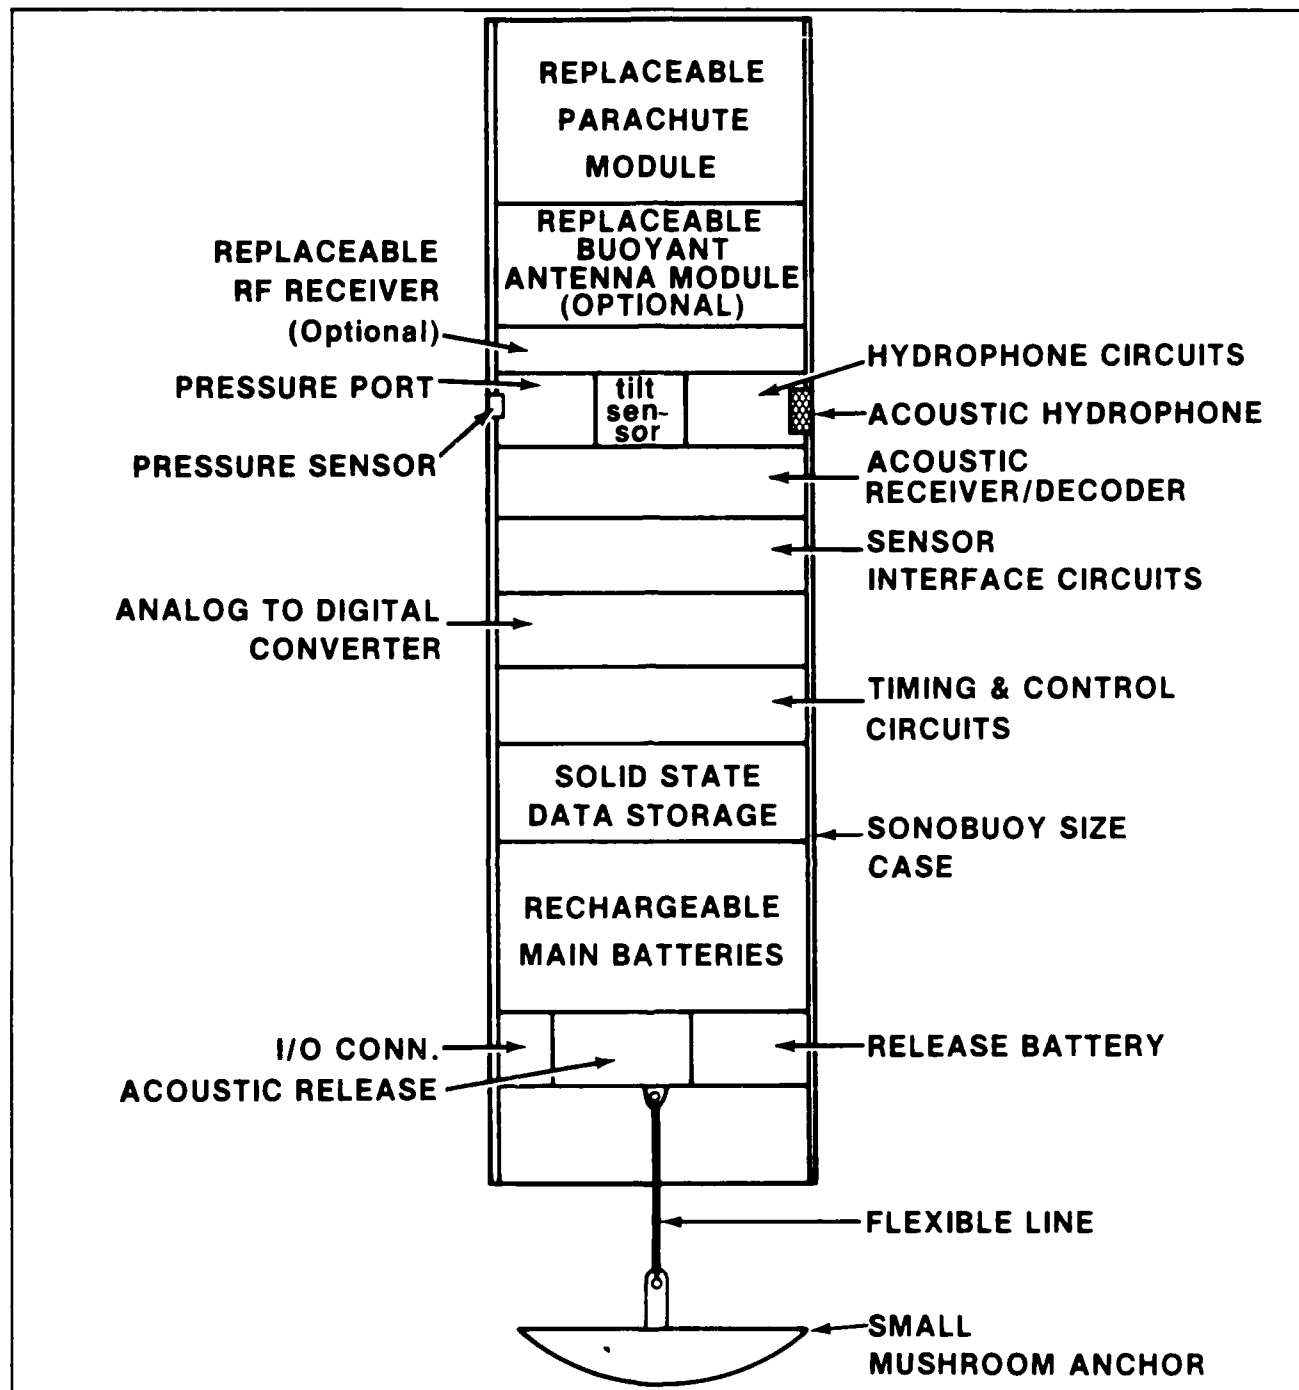 REPLACEABLE
PARACHUTE
MODULE
REPLACEABLE
BUOYANT
ANTENNA MODULE
(OPTIONAL)
REPLACEABLE
RF RECEIVER
(Optional)
PRESSURE PORT
tilt
sen-
sor
PRESSURE SENSOR
HYDROPHONE CIRCUITS
ACOUSTIC HYDROPHONE
ACOUSTIC
RECEIVER/DECODER
SENSOR
INTERFACE CIRCUITS
ANALOG TO DIGITAL
CONVERTER
TIMING & CONTROL
CIRCUITS
SOLID STATE
DATA STORAGE
SONOBUOY SIZE
CASE
RECHARGEABLE
MAIN BATTERIES
I/O CONN.
ACOUSTIC RELEASE
RELEASE BATTERY
FLEXIBLE LINE
SMALL
MUSHROOM ANCHOR